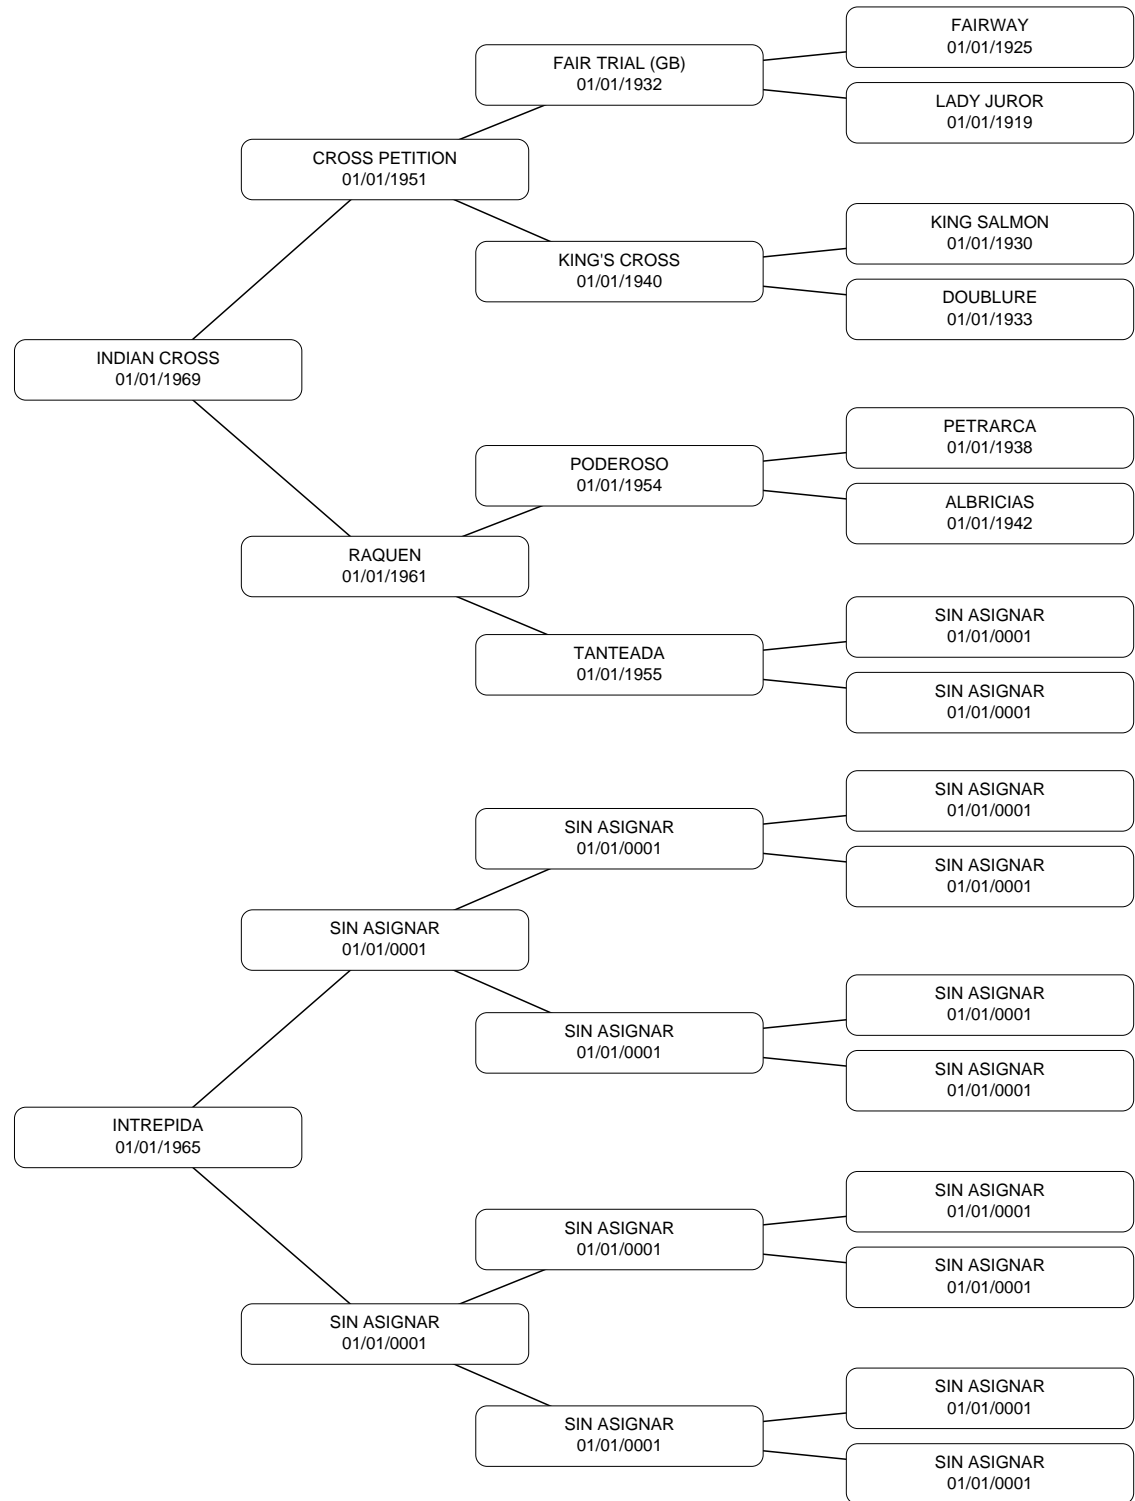 FAIRWAY
01/01/1925
FAIR TRIAL (GB)
01/01/1932
LADY JUROR
01/01/1919
CROSS PETITION
01/01/1951
KING SALMON
01/01/1930
KING'S CROSS
01/01/1940
DOUBLURE
01/01/1933
INDIAN CROSS
01/01/1969
PETRARCA
01/01/1938
PODEROSO
01/01/1954
ALBRICIAS
01/01/1942
RAQUEN
01/01/1961
SIN ASIGNAR
01/01/0001
TANTEADA
01/01/1955
SIN ASIGNAR
01/01/0001
SIN ASIGNAR
01/01/0001
SIN ASIGNAR
01/01/0001
SIN ASIGNAR
01/01/0001
SIN ASIGNAR
01/01/0001
SIN ASIGNAR
01/01/0001
SIN ASIGNAR
01/01/0001
SIN ASIGNAR
01/01/0001
INTREPIDA
01/01/1965
SIN ASIGNAR
01/01/0001
SIN ASIGNAR
01/01/0001
SIN ASIGNAR
01/01/0001
SIN ASIGNAR
01/01/0001
SIN ASIGNAR
01/01/0001
SIN ASIGNAR
01/01/0001
SIN ASIGNAR
01/01/0001